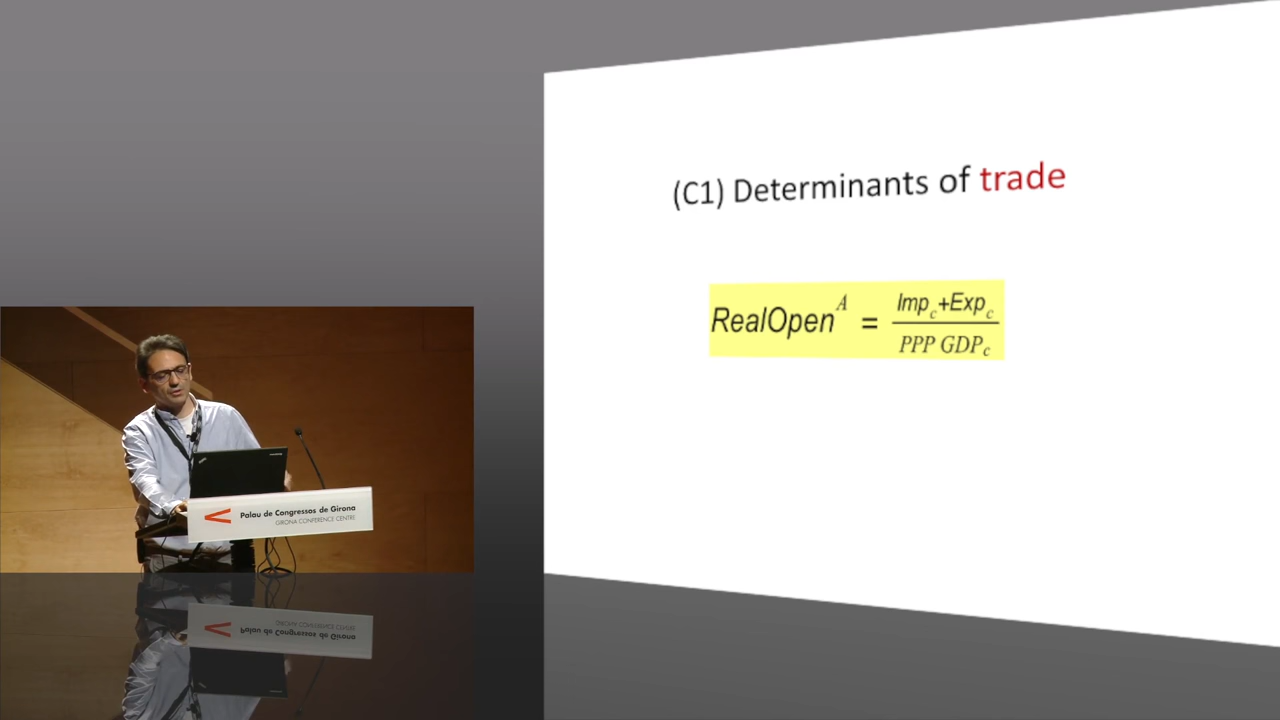 (C1) Determinants of trade
RealOpen^A = Imp_c+Exp_c / PPP GDP_c
Palau de Congressos de Girona
GIRONA CONFERENCE CENTRE